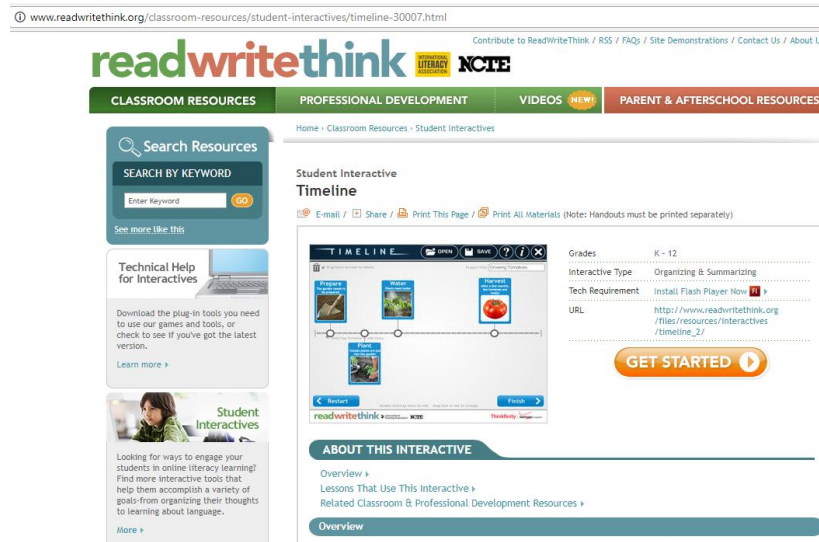 www.readwritethink.org/classroom-resources/student-interactives/timeline-30007.html
Contribute to ReadWriteThink / RSS / FAQs / Site Demonstrations / Contact Us / About U
readwritethink INTERNATIONAL LITERACY ASSOCIATION NCTE
CLASSROOM RESOURCES PROFESSIONAL DEVELOPMENT VIDEOS NEW! PARENT & AFTERSCHOOL RESOURCES
Home › Classroom Resources › Student Interactives
Search Resources
SEARCH BY KEYWORD
Enter Keyword GO
See more like this
Technical Help
for Interactives
Download the plug-in tools you need
to use our games and tools, or
check to see if you've got the latest
version.
Learn more
Student
Interactives
Looking for ways to engage your
students in online literacy learning?
Find more interactive tools that
help them accomplish a variety of
goals-from organizing their thoughts
to learning about language.
More
Student Interactive
Timeline
E-mail / Share / Print This Page / Print All Materials (Note: Handouts must be printed separately)
TIMELINE OPEN SAVE ? i X
Prepare
Water
Harvest
Plant
Restart Finish
readwritethink NCTE Thinkfinity
Grades K - 12
Interactive Type Organizing & Summarizing
Tech Requirement Install Flash Player Now
URL http://www.readwritethink.org
/files/resources/interactives
/timeline_2/
GET STARTED
ABOUT THIS INTERACTIVE
Overview
Lessons That Use This Interactive
Related Classroom & Professional Development Resources
Overview